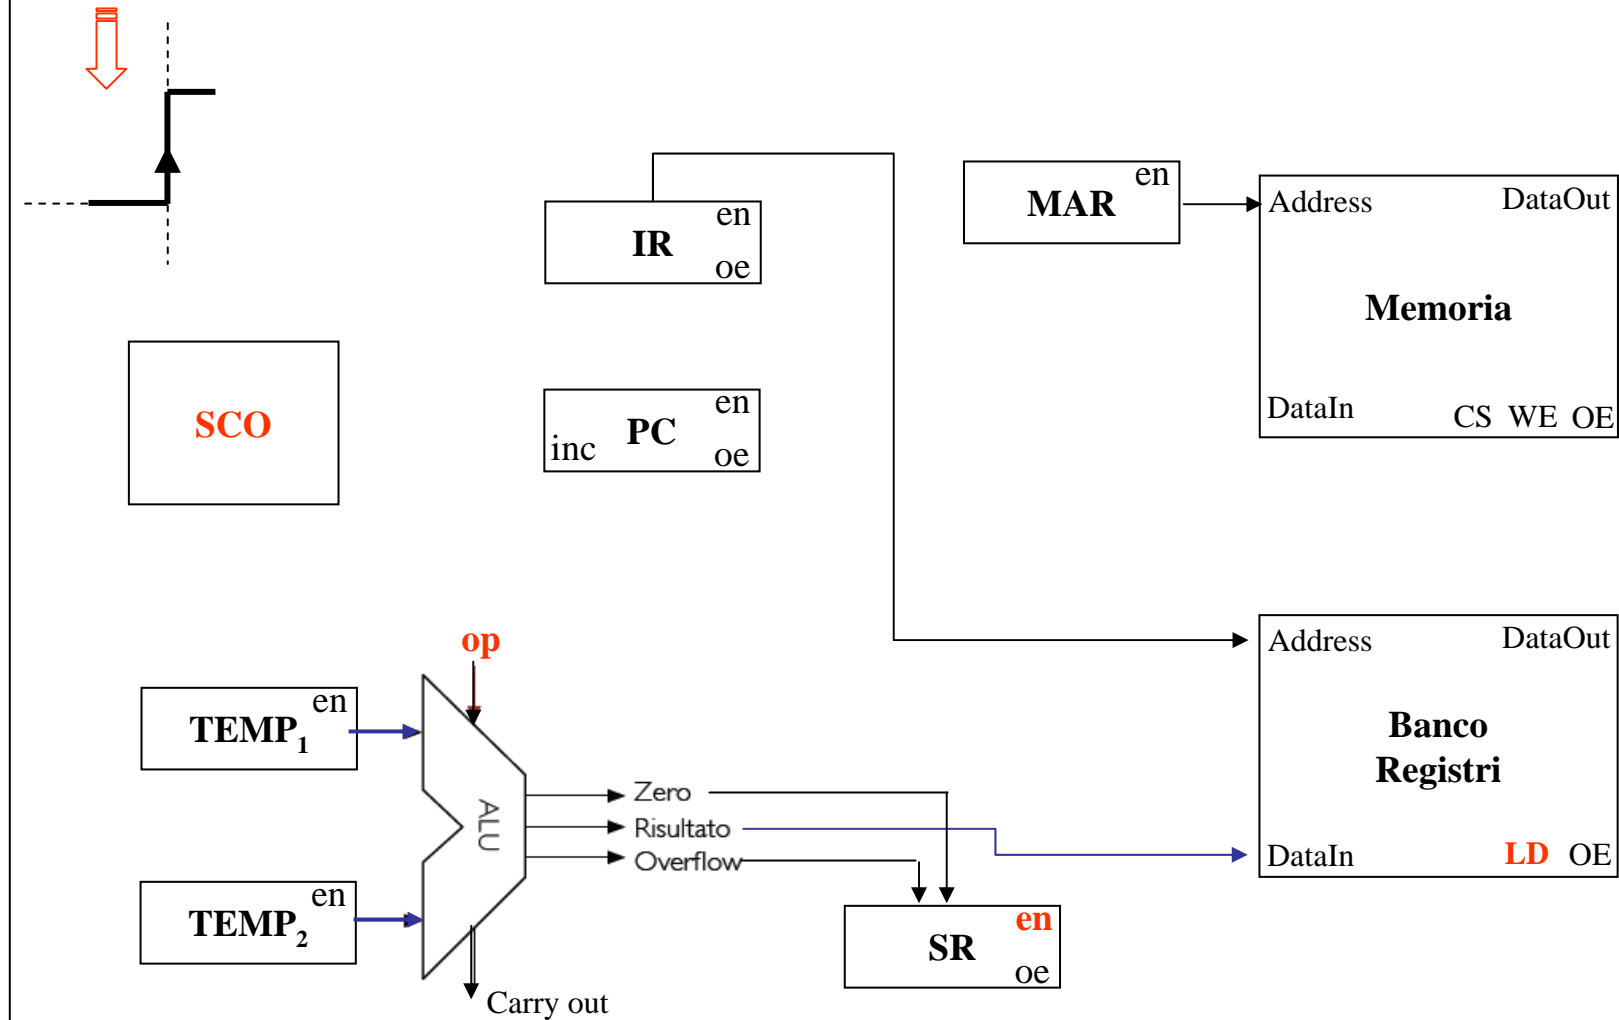 en
IR
oe
en
MAR
Address
DataOut
Memoria
DataIn
CS WE OE
SCO
en
inc PC
oe
op
en
TEMP1
ALU
Zero
Risultato
Overflow
en
TEMP2
Carry out
en
SR
oe
Address
DataOut
Banco
Registri
DataIn
LD OE